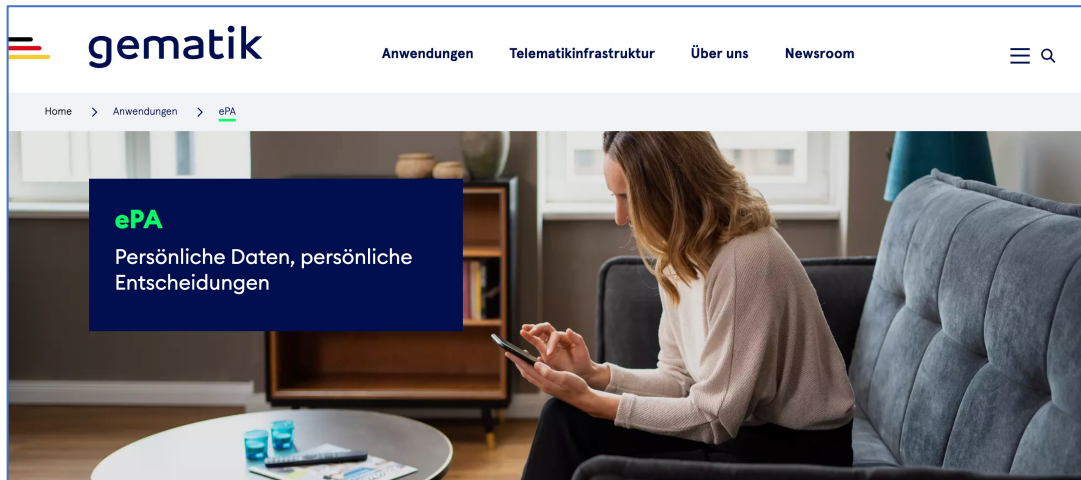 gematik
Anwendungen Telematikinfrastruktur Über uns Newsroom
Home > Anwendungen > ePA
ePA
Persönliche Daten, persönliche
Entscheidungen